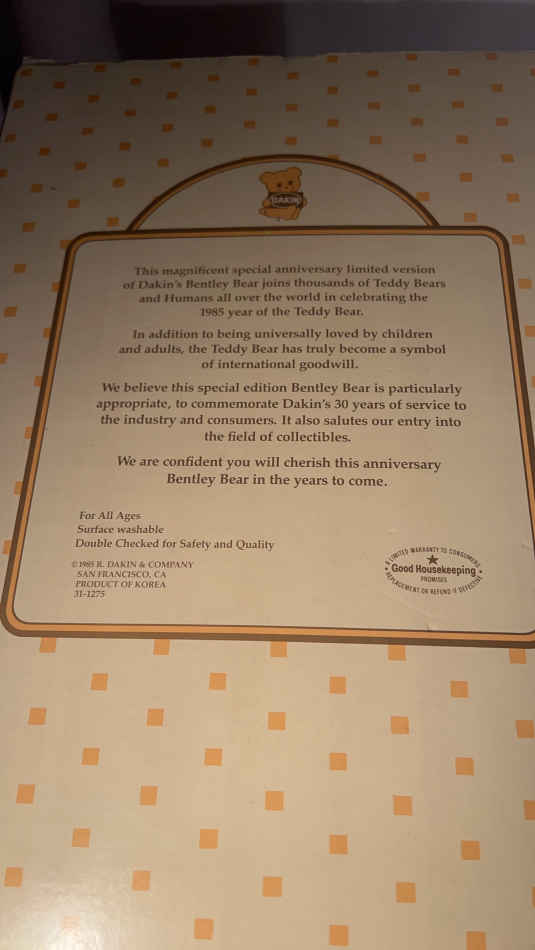 DAKIN
This magnificent special anniversary limited version
of Dakin's Bentley Bear joins thousands of Teddy Bears
and Humans all over the world in celebrating the
1985 year of the Teddy Bear.
In addition to being universally loved by children
and adults, the Teddy Bear has truly become a symbol
of international goodwill.
We believe this special edition Bentley Bear is particularly
appropriate, to commemorate Dakin's 30 years of service to
the industry and consumers. It also salutes our entry into
the field of collectibles.
We are confident you will cherish this anniversary
Bentley Bear in the years to come.
For All Ages
Surface washable
Double Checked for Safety and Quality
©1985 R. DAKIN & COMPANY
SAN FRANCISCO, CA
PRODUCT OF KOREA
31-1275
A LIMITED WARRANTY TO CONSUMERS
Good Housekeeping
PROMISES
REPLACEMENT OR REFUND IF DEFECTIVE